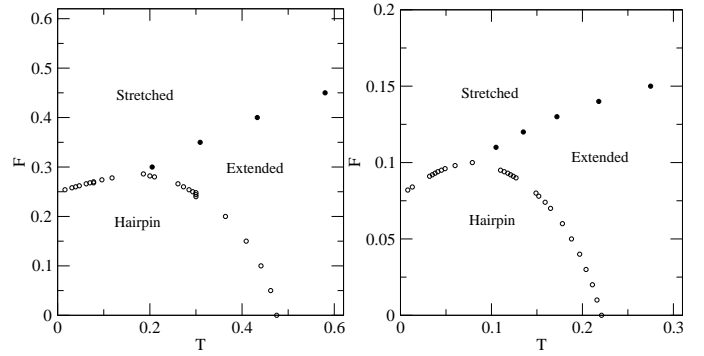 0.6
0.5
0.4
0.3
0.2
0.1
0
F
Stretched
Extended
Hairpin
0 0.2 0.4 0.6
T
0.2
0.15
0.1
0.05
0
F
Stretched
Extended
Hairpin
0 0.1 0.2 0.3
T